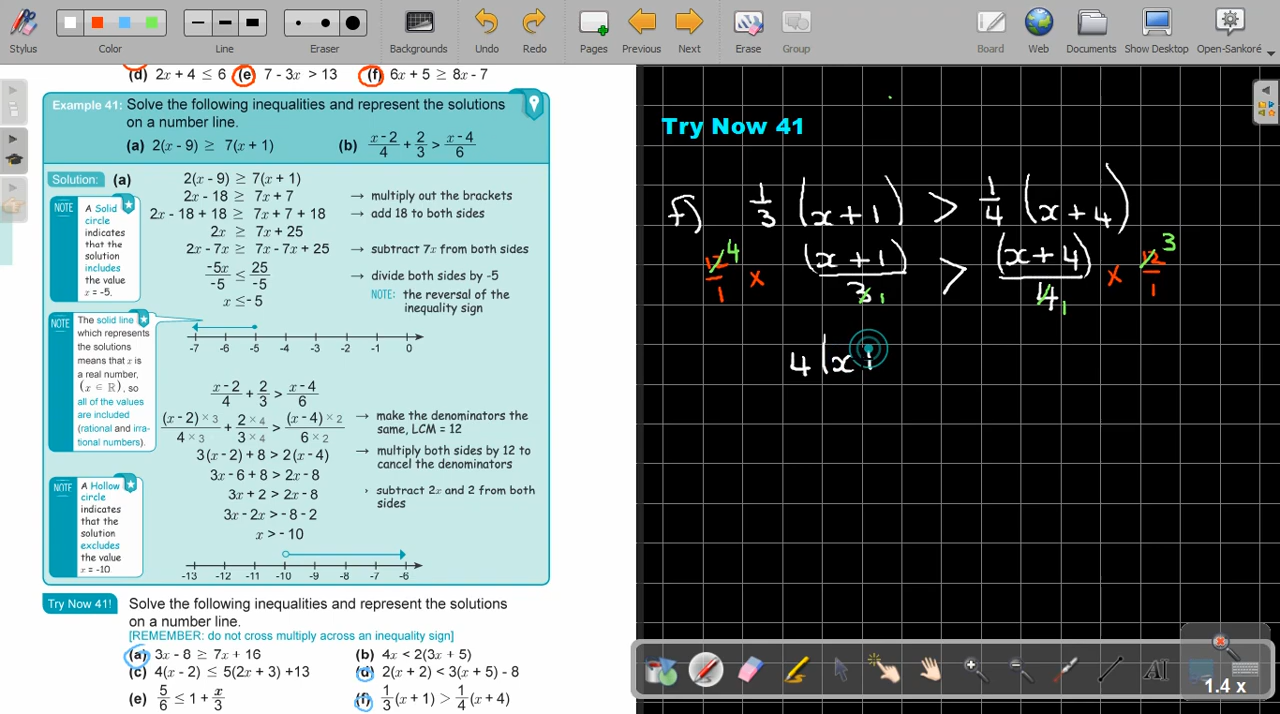 Stylus Color Line Eraser Backgrounds Undo Redo Pages Previous Next Erase Group Board Web Documents Show Desktop Open-Sankoré
(d) 2x + 4 ≤ 6 (e) 7 - 3x > 13 (f) 6x + 5 ≥ 8x - 7
Example 41: Solve the following inequalities and represent the solutions
on a number line.
(a) 2(x - 9) ≥ 7(x + 1) (b) (x-2)/4 + 2/3 > (x-4)/6
Solution: (a) 2(x - 9) ≥ 7(x + 1)
2x - 18 ≥ 7x + 7 → multiply out the brackets
2x - 18 + 18 ≥ 7x + 7 + 18 → add 18 to both sides
2x ≥ 7x + 25
2x - 7x ≥ 7x - 7x + 25 → subtract 7x from both sides
-5x/-5 ≤ 25/-5 → divide both sides by -5
x ≤ - 5 NOTE: the reversal of the
inequality sign
NOTE
A Solid
circle
indicates
that the
solution
includes
the value
x = -5.
-7 -6 -5 -4 -3 -2 -1 0
NOTE
The solid line
which represents
the solutions
means that x is
a real number,
(x ∈ ℝ), so
all of the values
are included
(rational and irra-
tional numbers).
x-2/4 + 2/3 > x-4/6
(x-2) ×3/4 ×3 + 2 ×4/3 ×4 > (x-4) ×2/6 ×2 → make the denominators the
same, LCM = 12
3(x - 2) + 8 > 2(x - 4) → multiply both sides by 12 to
cancel the denominators
3x - 6 + 8 > 2x - 8
3x + 2 > 2x - 8 › subtract 2x and 2 from both
sides
3x - 2x > - 8 - 2
x > - 10
NOTE
A Hollow
circle
indicates
that the
solution
excludes
the value
x = -10
-13 -12 -11 -10 -9 -8 -7 -6
Try Now 41! Solve the following inequalities and represent the solutions
on a number line.
[REMEMBER: do not cross multiply across an inequality sign]
(a) 3x - 8 ≥ 7x + 16 (b) 4x < 2(3x + 5)
(c) 4(x - 2) ≤ 5(2x + 3) +13 (d) 2(x + 2) < 3(x + 5) - 8
(e) 5/6 ≤ 1 + x/3 (f) 1/3(x + 1) > 1/4(x + 4)
Try Now 41
f) 1/3 (x+1) > 1/4 (x+4)
12 4/1 x (x+1)/3 1 > (x+4)/4 1 x 12 3/1
4(x
1.4 x